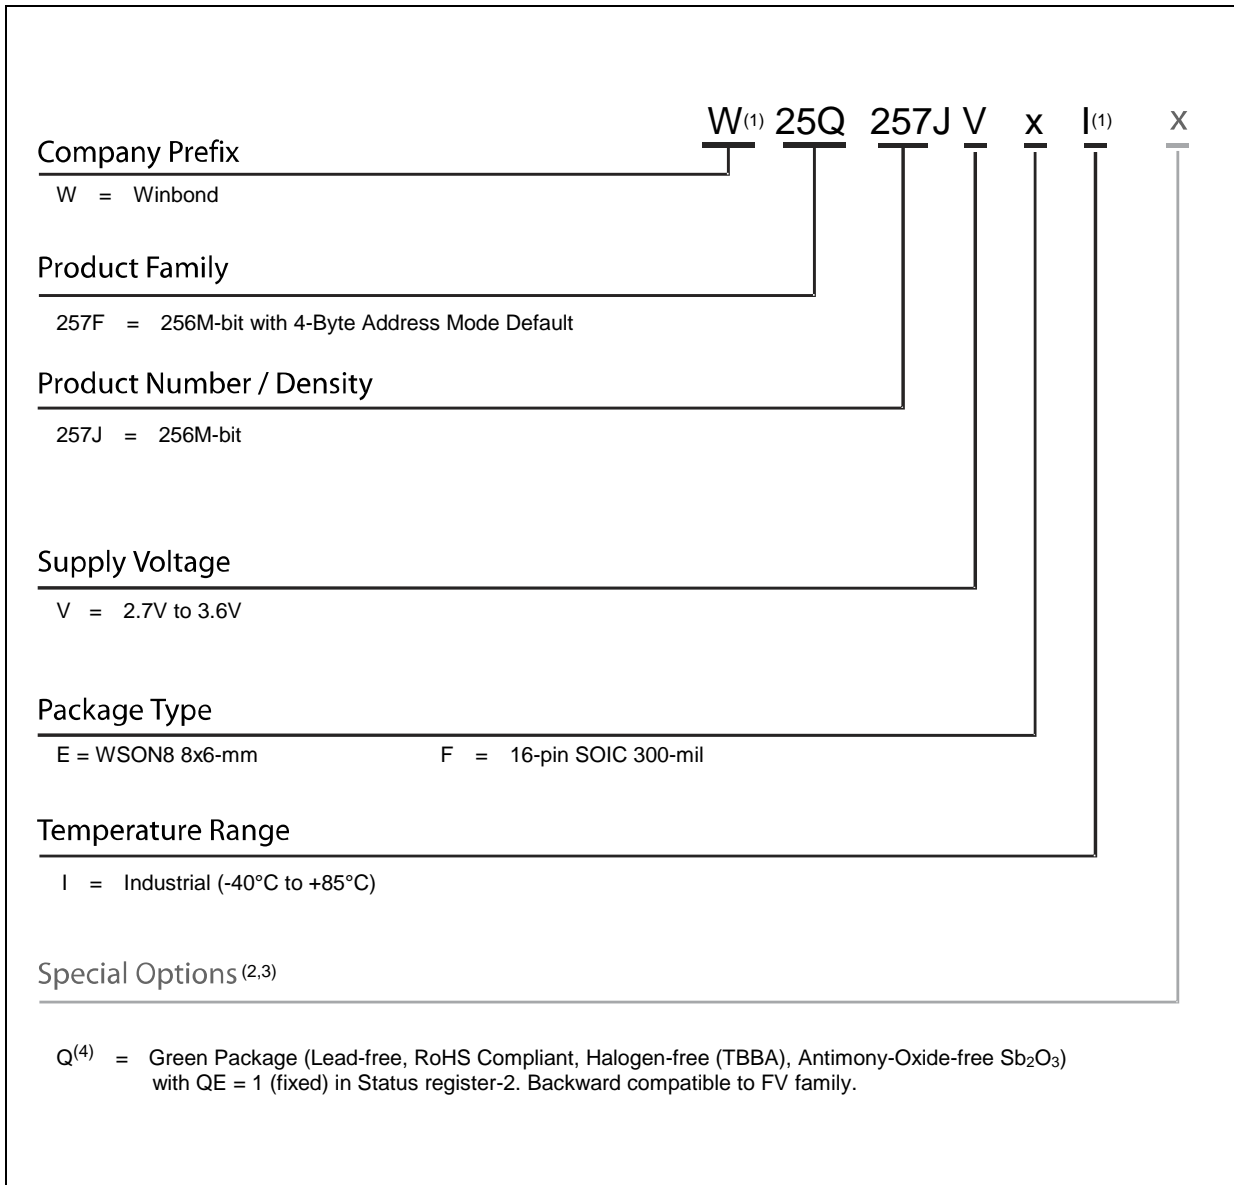 W(1) 25Q 257J V x I(1) x
Company Prefix
W = Winbond
Product Family
257F = 256M-bit with 4-Byte Address Mode Default
Product Number / Density
257J = 256M-bit
Supply Voltage
V = 2.7V to 3.6V
Package Type
E = WSON8 8x6-mm F = 16-pin SOIC 300-mil
Temperature Range
I = Industrial (-40°C to +85°C)
Special Options (2,3)
Q(4) = Green Package (Lead-free, RoHS Compliant, Halogen-free (TBBA), Antimony-Oxide-free Sb₂O₃)
with QE = 1 (fixed) in Status register-2. Backward compatible to FV family.